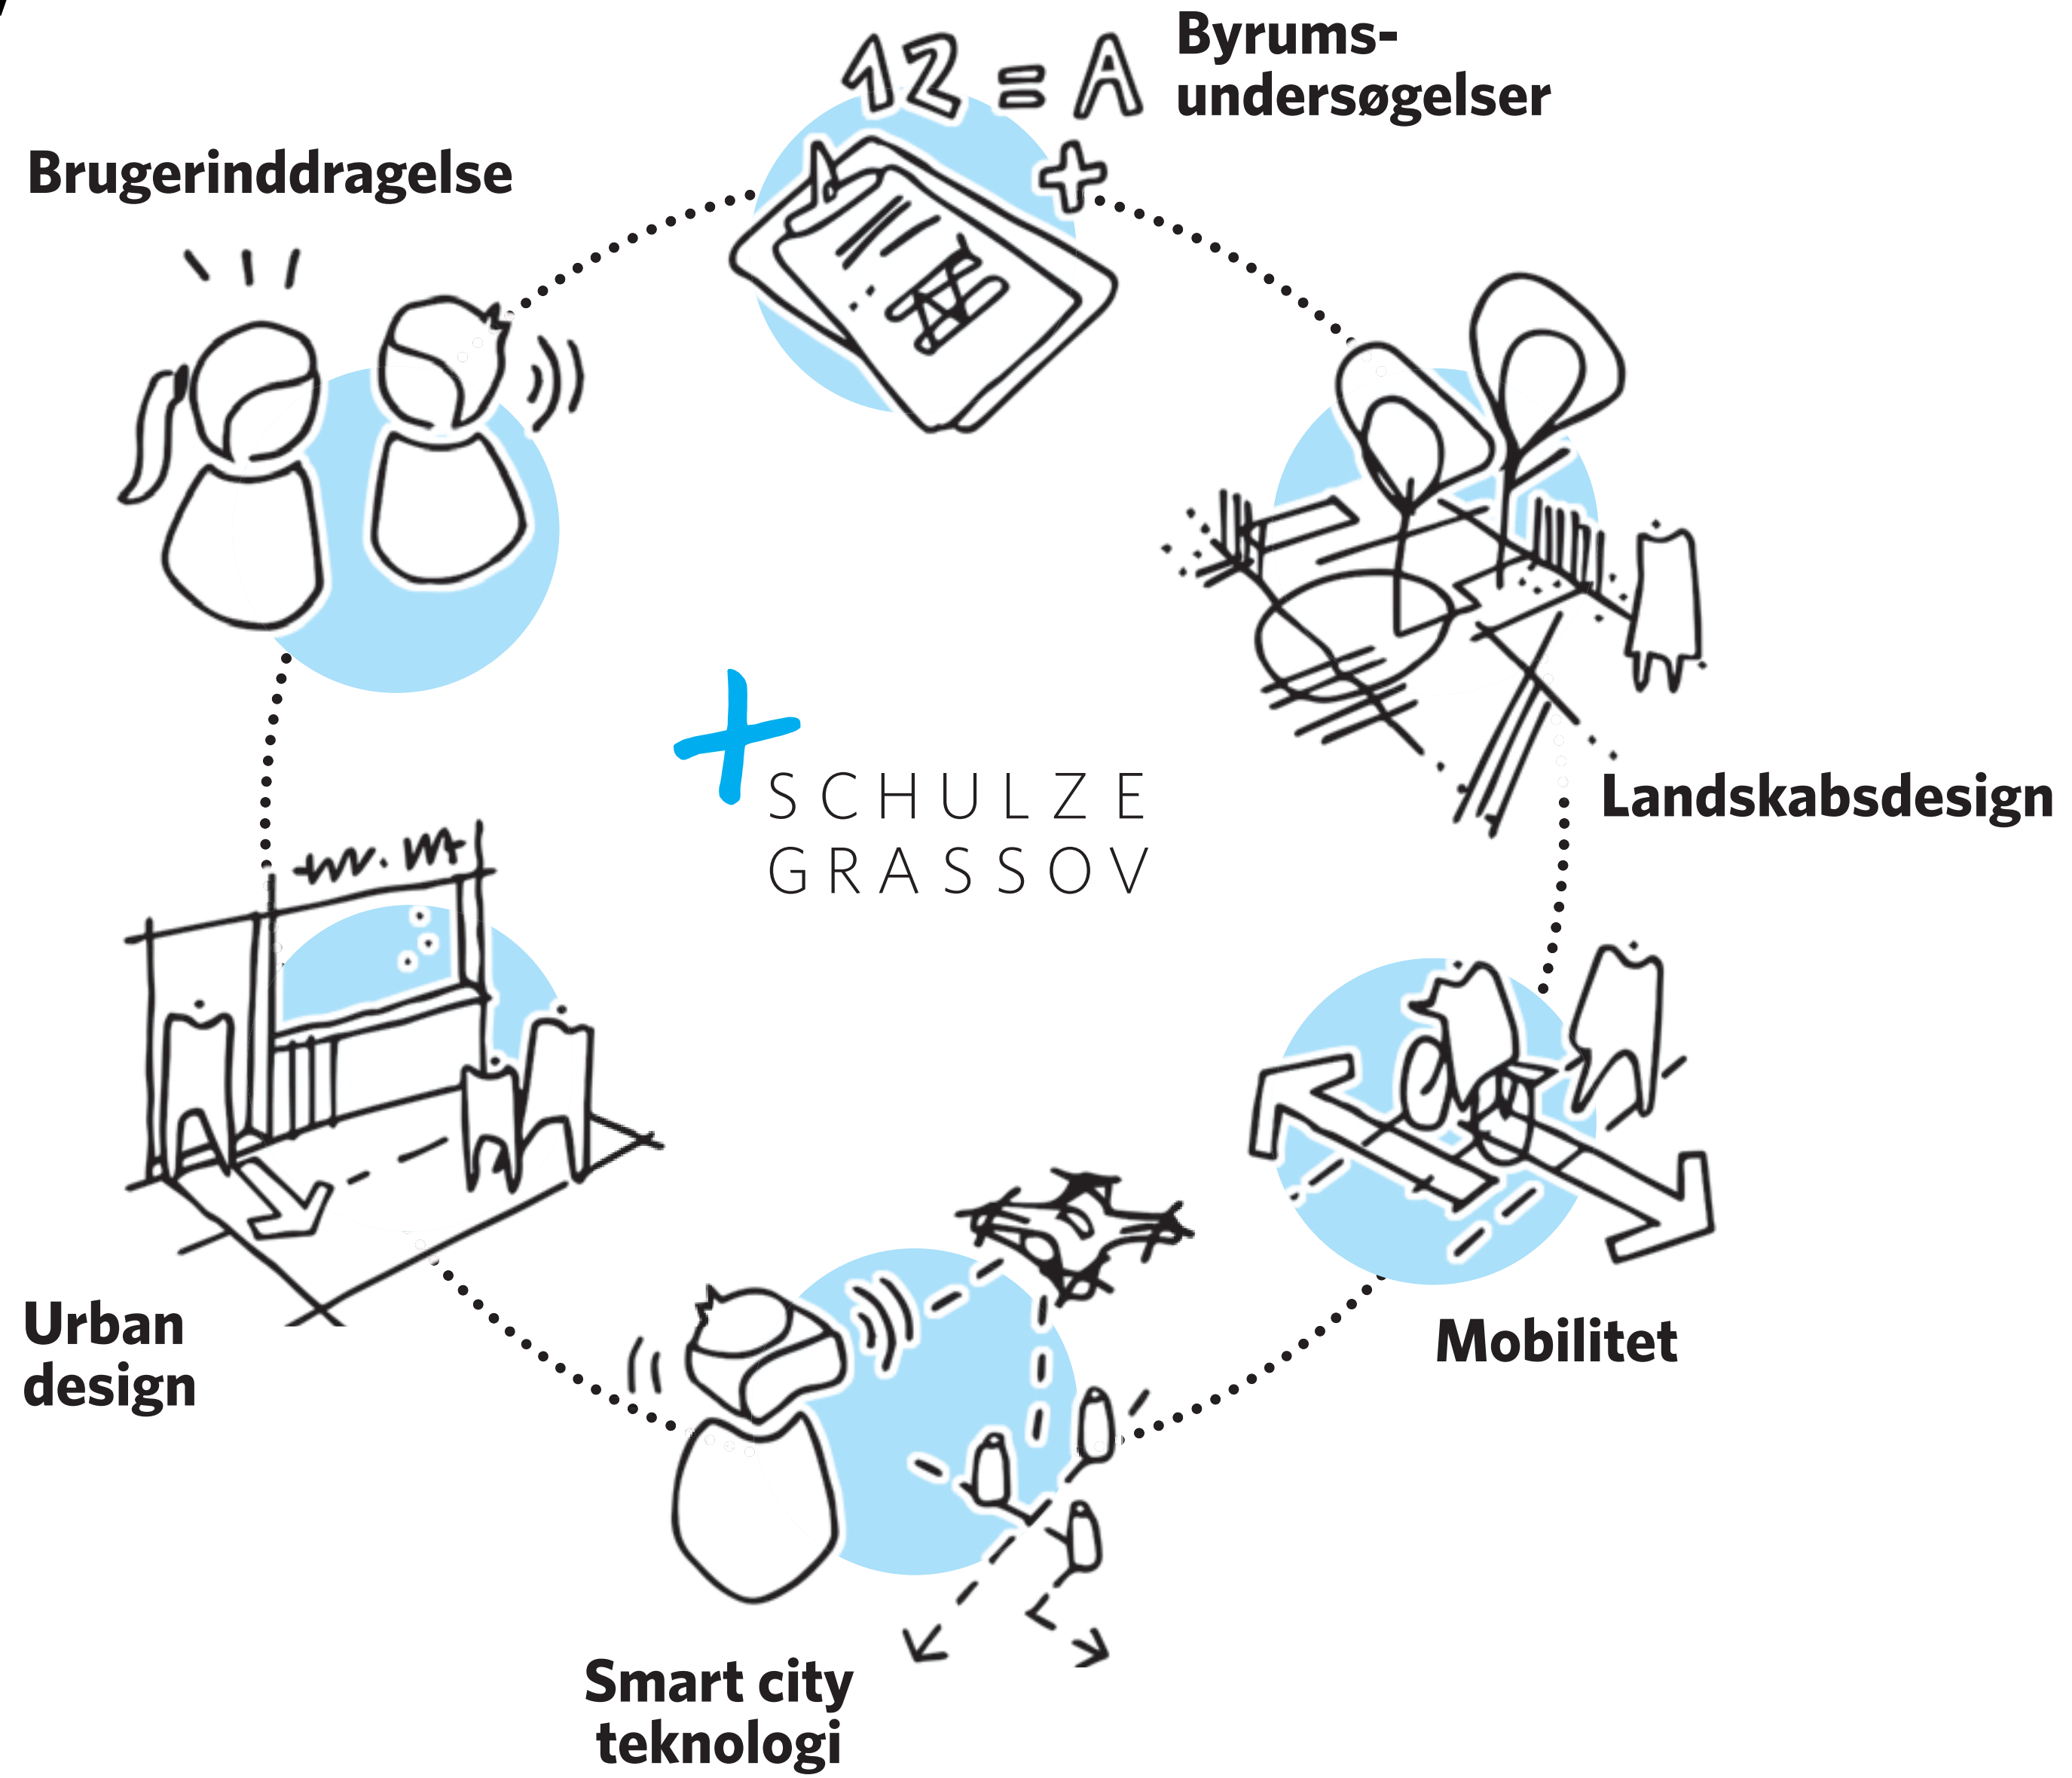 12 = A
+
Byrums-
undersøgelser
Brugerinddragelse
SCHULZE
GRASSOV
Landskabsdesign
Urban
design
Mobilitet
Smart city
teknologi